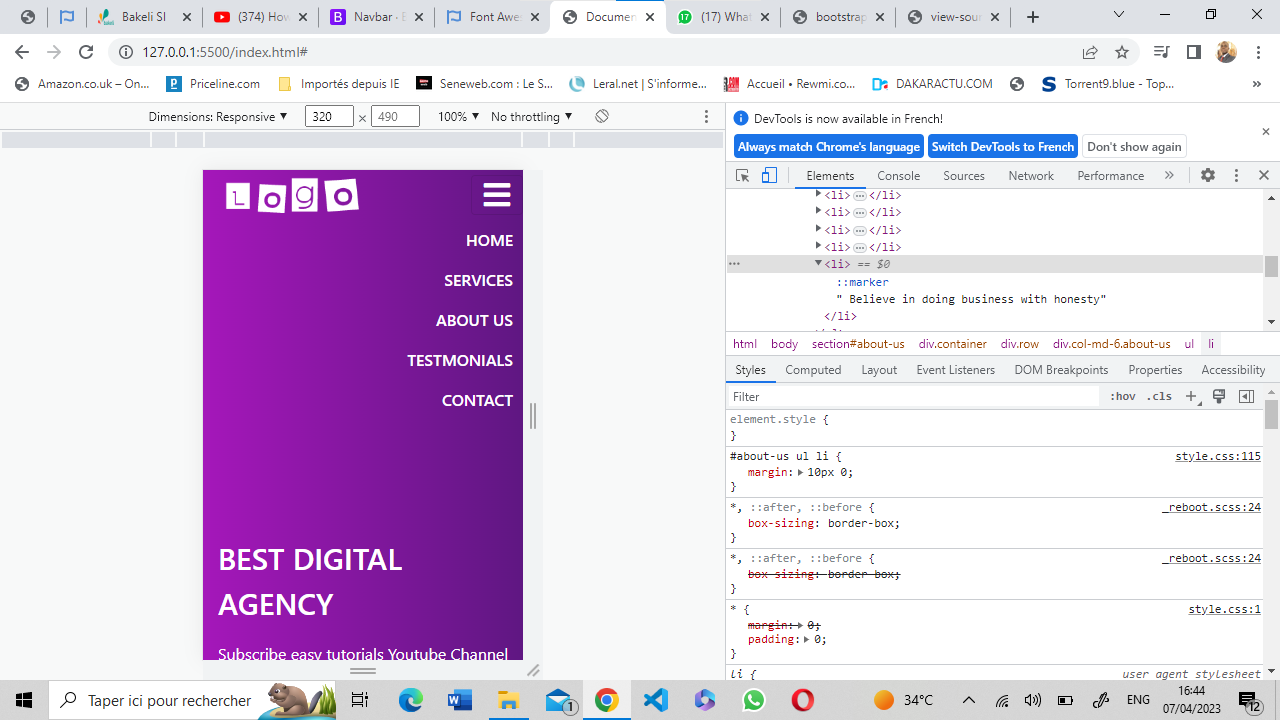 Bakeli SI
(374) How
Navbar · B
Font Awes
Documen
(17) What
bootstrap
view-sour
127.0.0.1:5500/index.html#
Amazon.co.uk – On...
Priceline.com
Importés depuis IE
Seneweb.com : Le S...
Leral.net | S'informe...
Accueil • Rewmi.co...
DAKARACTU.COM
Torrent9.blue - Top...
»
Dimensions: Responsive
320
×
490
100%
No throttling
DevTools is now available in French!
Always match Chrome's language
Switch DevTools to French
Don't show again
Elements
Console
Sources
Network
Performance
»
<li> ⋯ </li>
<li> ⋯ </li>
<li> ⋯ </li>
<li> ⋯ </li>
<li> == $0
::marker
" Believe in doing business with honesty"
</li>
html body section#about-us div.container div.row div.col-md-6.about-us ul li
Styles
Computed
Layout
Event Listeners
DOM Breakpoints
Properties
Accessibility
Filter
:hov .cls
element.style {
}
#about-us ul li { style.css:115
margin: 10px 0;
}
*, ::after, ::before { _reboot.scss:24
box-sizing: border-box;
}
*, ::after, ::before { _reboot.scss:24
box-sizing: border-box;
}
* { style.css:1
margin: 0;
padding: 0;
}
li { user agent stylesheet
LoGo
HOME
SERVICES
ABOUT US
TESTMONIALS
CONTACT
BEST DIGITAL
AGENCY
Subscribe easy tutorials Youtube Channel
Taper ici pour rechercher
1
34°C
ENG
16:44
07/04/2023
12